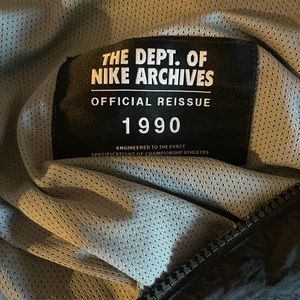 THE DEPT. OF
NIKE ARCHIVES
OFFICIAL REISSUE
1990
ENGINEERED TO THE EXACT
SPECIFICATIONS OF CHAMPIONSHIP ATHLETES